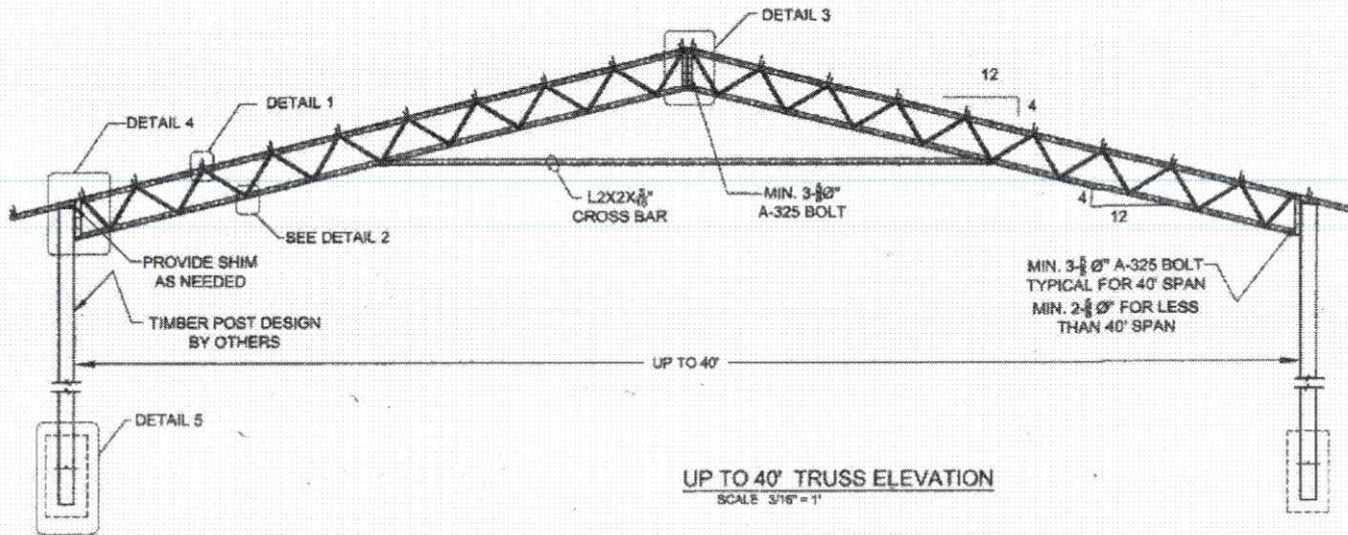 DETAIL 3
12
4
DETAIL 1
DETAIL 4
L2X2X3/16"
CROSS BAR
MIN. 3-5/8Ø"
A-325 BOLT
4
12
SEE DETAIL 2
PROVIDE SHIM
AS NEEDED
MIN. 3-5/8 Ø" A-325 BOLT
TYPICAL FOR 40' SPAN
MIN. 2-5/8 Ø" FOR LESS
THAN 40' SPAN
TIMBER POST DESIGN
BY OTHERS
UP TO 40'
DETAIL 5
UP TO 40' TRUSS ELEVATION
SCALE 3/16" = 1'